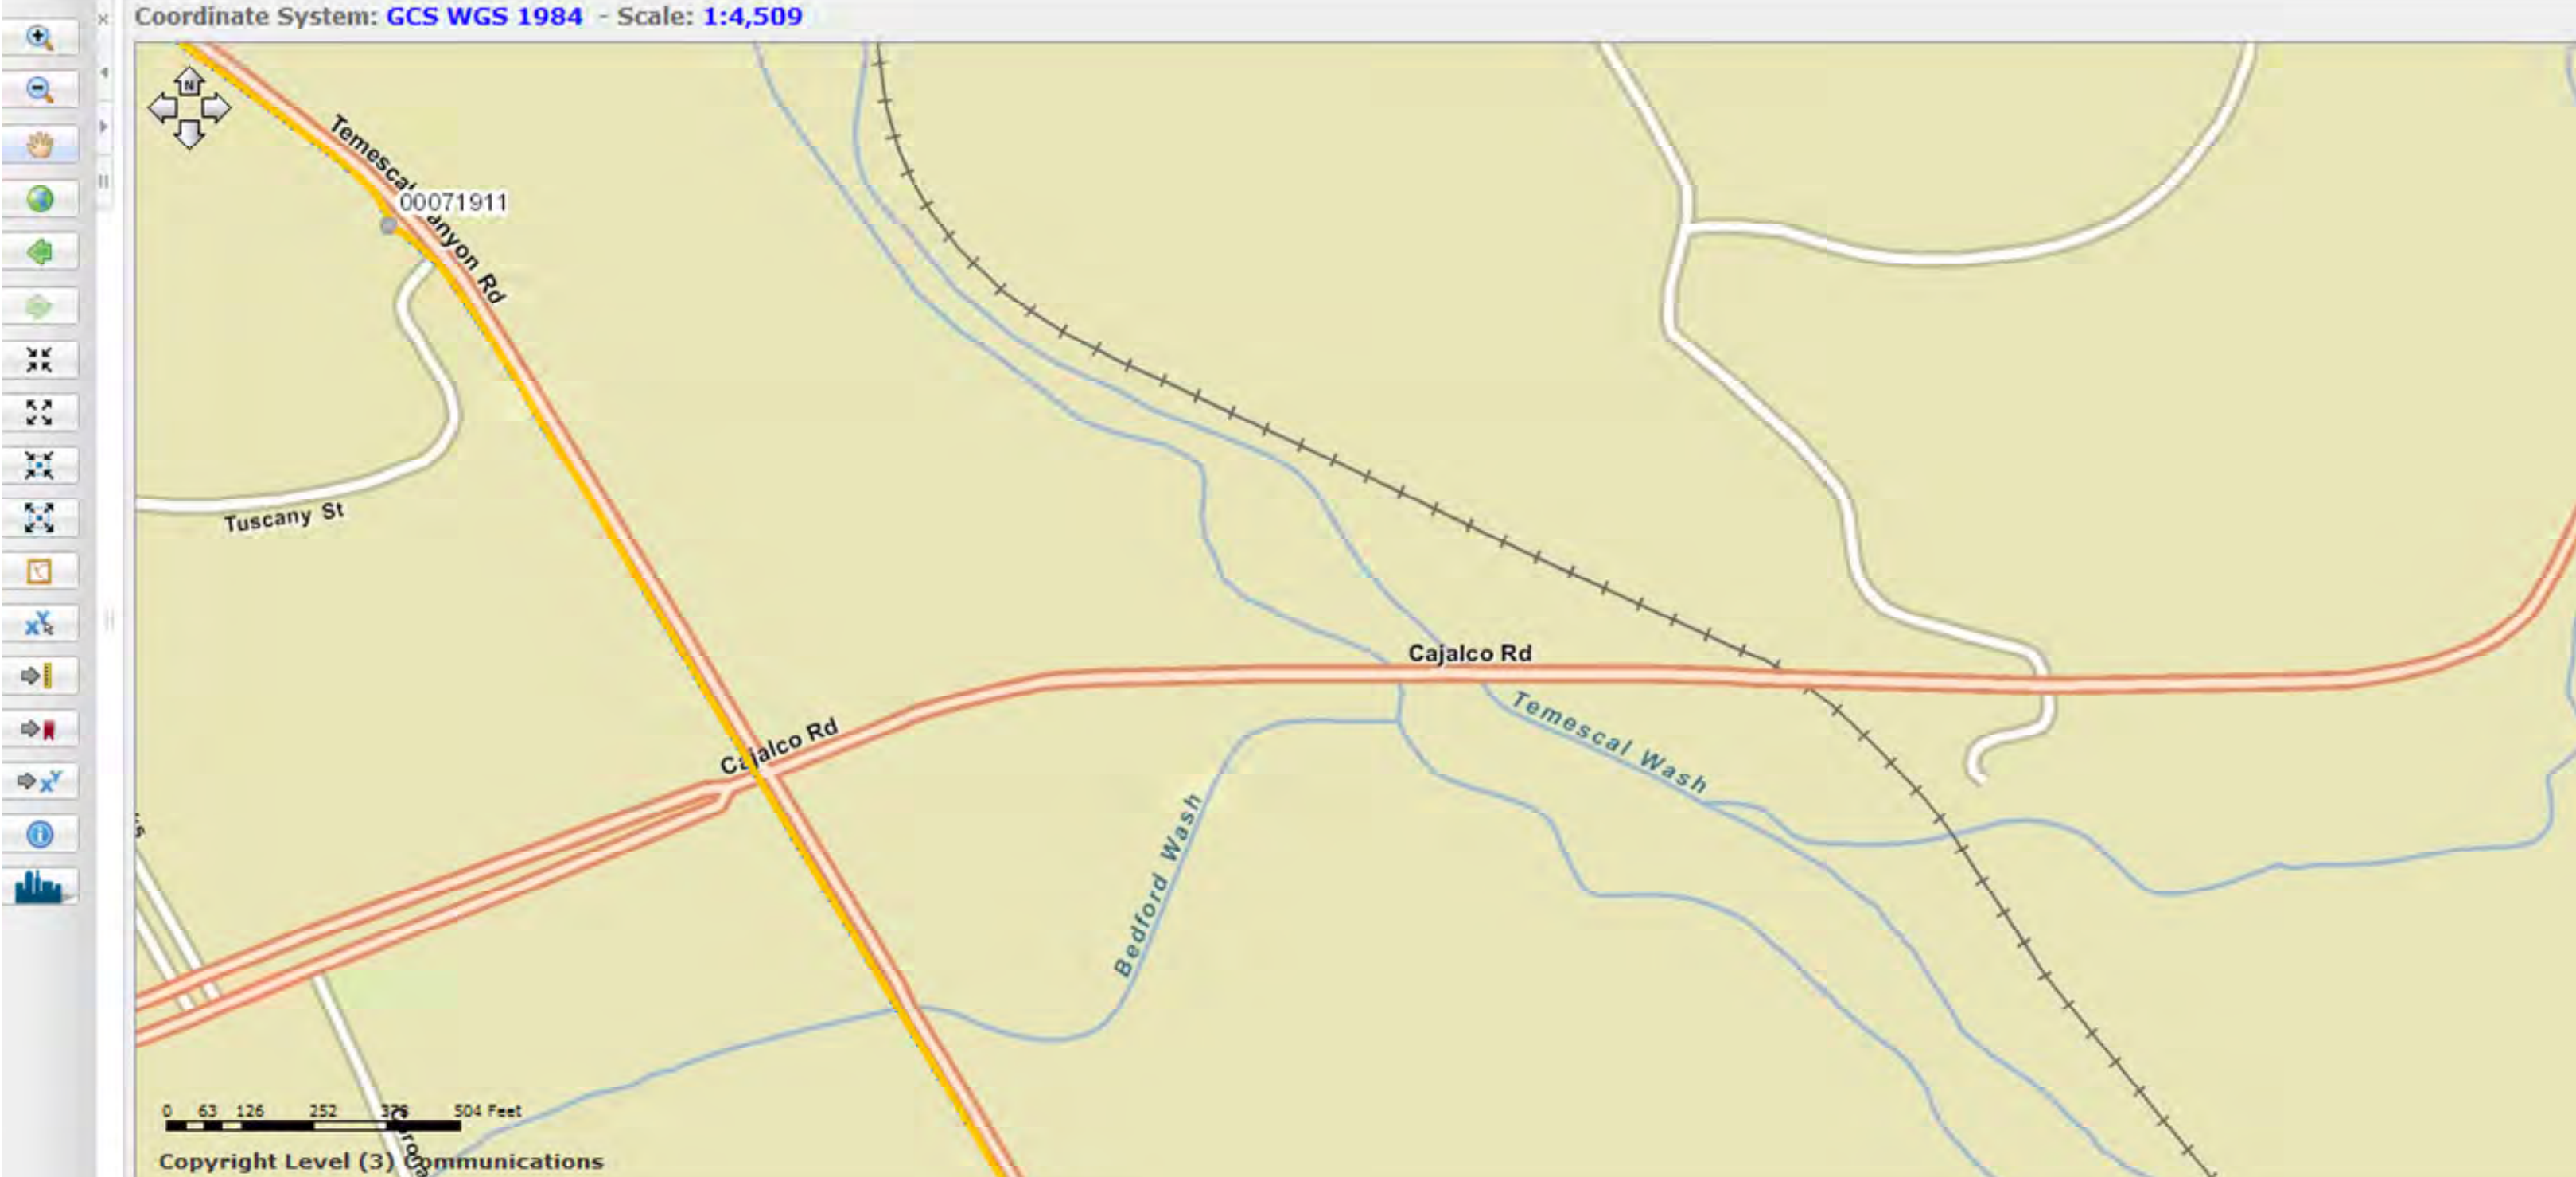 Coordinate System: GCS WGS 1984 - Scale: 1:4,509
N
Temescal Canyon Rd
00071911
Tuscany St
Cajalco Rd
Cajalco Rd
Temescal Wash
Bedford Wash
0 63 126 252 378 504 Feet
Copyright Level (3) Communications